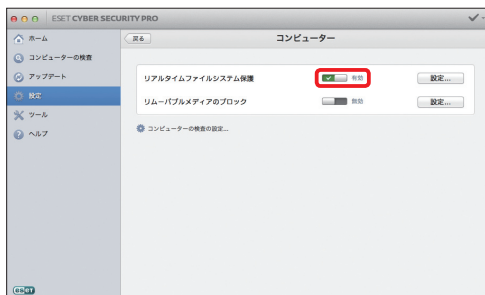 ESET CYBER SECURITY PRO
ホーム
コンピューターの検査
アップデート
設定
ツール
ヘルプ
戻る
コンピューター
リアルタイムファイルシステム保護
有効
設定...
リムーバブルメディアのブロック
無効
設定...
コンピューターの検査の設定...
eseT